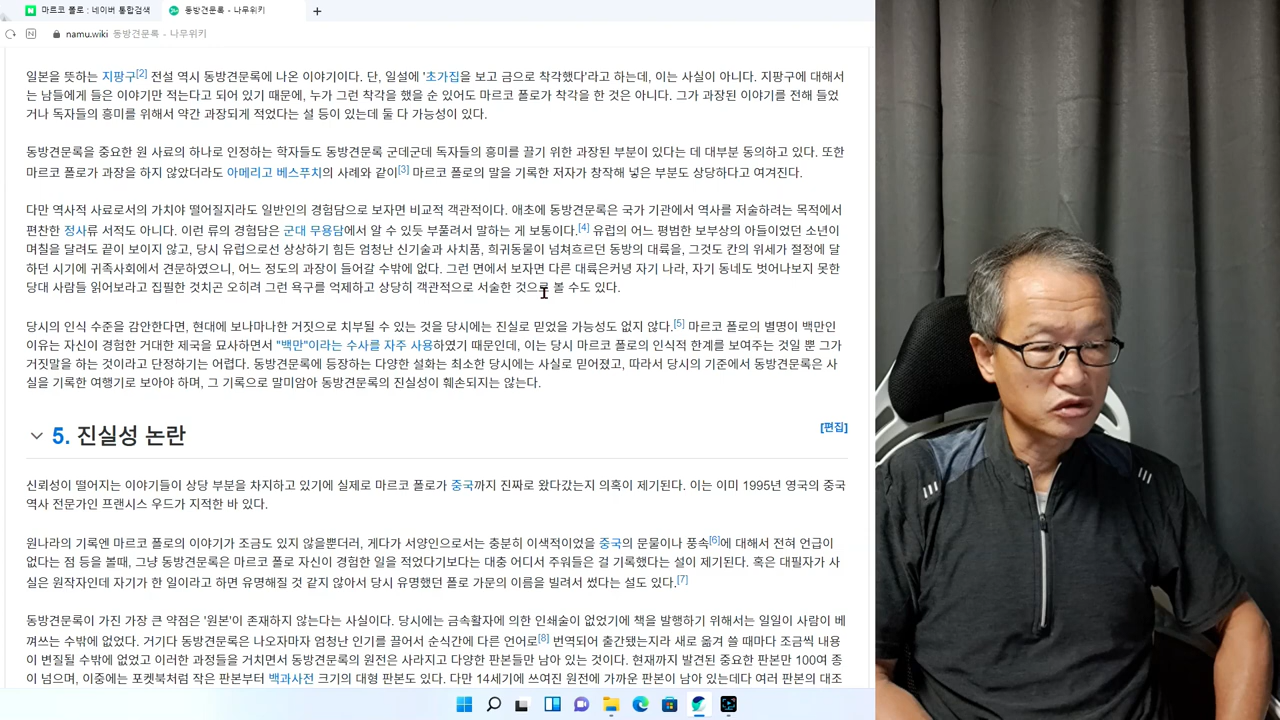 마르코 폴로 : 네이버 통합검색
동방견문록 - 나무위키
namu.wiki 동방견문록 - 나무위키
일본을 뜻하는 지팡구[2] 전설 역시 동방견문록에 나온 이야기이다. 단, 일설에 '초가집을 보고 금으로 착각했다'라고 하는데, 이는 사실이 아니다. 지팡구에 대해서
는 남들에게 들은 이야기만 적는다고 되어 있기 때문에, 누가 그런 착각을 했을 순 있어도 마르코 폴로가 착각을 한 것은 아니다. 그가 과장된 이야기를 전해 들었
거나 독자들의 흥미를 위해서 약간 과장되게 적었다는 설 등이 있는데 둘 다 가능성이 있다.
동방견문록을 중요한 원 사료의 하나로 인정하는 학자들도 동방견문록 군데군데 독자들의 흥미를 끌기 위한 과장된 부분이 있다는 데 대부분 동의하고 있다. 또한
마르코 폴로가 과장을 하지 않았더라도 아메리고 베스푸치의 사례와 같이[3] 마르코 폴로의 말을 기록한 저자가 창작해 넣은 부분도 상당하다고 여겨진다.
다만 역사적 사료로서의 가치야 떨어질지라도 일반인의 경험담으로 보자면 비교적 객관적이다. 애초에 동방견문록은 국가 기관에서 역사를 저술하려는 목적에서
편찬한 정사류 서적도 아니다. 이런 류의 경험담은 군대 무용담에서 알 수 있듯 부풀려서 말하는 게 보통이다.[4] 유럽의 어느 평범한 보부상의 아들이었던 소년이
며칠을 달려도 끝이 보이지 않고, 당시 유럽으로선 상상하기 힘든 엄청난 신기술과 사치품, 희귀동물이 넘쳐흐르던 동방의 대륙을, 그것도 칸의 위세가 절정에 달
하던 시기에 귀족사회에서 견문하였으니, 어느 정도의 과장이 들어갈 수밖에 없다. 그런 면에서 보자면 다른 대륙은커녕 자기 나라, 자기 동네도 벗어나보지 못한
당대 사람들 읽어보라고 집필한 것치곤 오히려 그런 욕구를 억제하고 상당히 객관적으로 서술한 것으로 볼 수도 있다.
당시의 인식 수준을 감안한다면, 현대에 보나마나한 거짓으로 치부될 수 있는 것을 당시에는 진실로 믿었을 가능성도 없지 않다.[5] 마르코 폴로의 별명이 백만인
이유는 자신이 경험한 거대한 제국을 묘사하면서 "백만"이라는 수사를 자주 사용하였기 때문인데, 이는 당시 마르코 폴로의 인식적 한계를 보여주는 것일 뿐 그가
거짓말을 하는 것이라고 단정하기는 어렵다. 동방견문록에 등장하는 다양한 설화는 최소한 당시에는 사실로 믿어졌고, 따라서 당시의 기준에서 동방견문록은 사
실을 기록한 여행기로 보아야 하며, 그 기록으로 말미암아 동방견문록의 진실성이 훼손되지는 않는다.
5. 진실성 논란
[편집]
신뢰성이 떨어지는 이야기들이 상당 부분을 차지하고 있기에 실제로 마르코 폴로가 중국까지 진짜로 왔다갔는지 의혹이 제기된다. 이는 이미 1995년 영국의 중국
역사 전문가인 프랜시스 우드가 지적한 바 있다.
원나라의 기록엔 마르코 폴로의 이야기가 조금도 있지 않을뿐더러, 게다가 서양인으로서는 충분히 이색적이었을 중국의 문물이나 풍속[6]에 대해서 전혀 언급이
없다는 점 등을 볼때, 그냥 동방견문록은 마르코 폴로 자신이 경험한 일을 적었다기보다는 대충 어디서 주워들은 걸 기록했다는 설이 제기된다. 혹은 대필자가 사
실은 원작자인데 자기가 한 일이라고 하면 유명해질 것 같지 않아서 당시 유명했던 폴로 가문의 이름을 빌려서 썼다는 설도 있다.[7]
동방견문록이 가진 가장 큰 약점은 '원본'이 존재하지 않는다는 사실이다. 당시에는 금속활자에 의한 인쇄술이 없었기에 책을 발행하기 위해서는 일일이 사람이 베
껴쓰는 수밖에 없었다. 거기다 동방견문록은 나오자마자 엄청난 인기를 끌어서 순식간에 다른 언어로[8] 번역되어 출간됐는지라 새로 옮겨 쓸 때마다 조금씩 내용
이 변질될 수밖에 없었고 이러한 과정들을 거치면서 동방견문록의 원전은 사라지고 다양한 판본들만 남아 있는 것이다. 현재까지 발견된 중요한 판본만 100여 종
이 넘으며, 이중에는 포켓북처럼 작은 판본부터 백과사전 크기의 대형 판본도 있다. 다만 14세기에 쓰여진 원전에 가까운 판본이 남아 있는데다 여러 판본의 대조